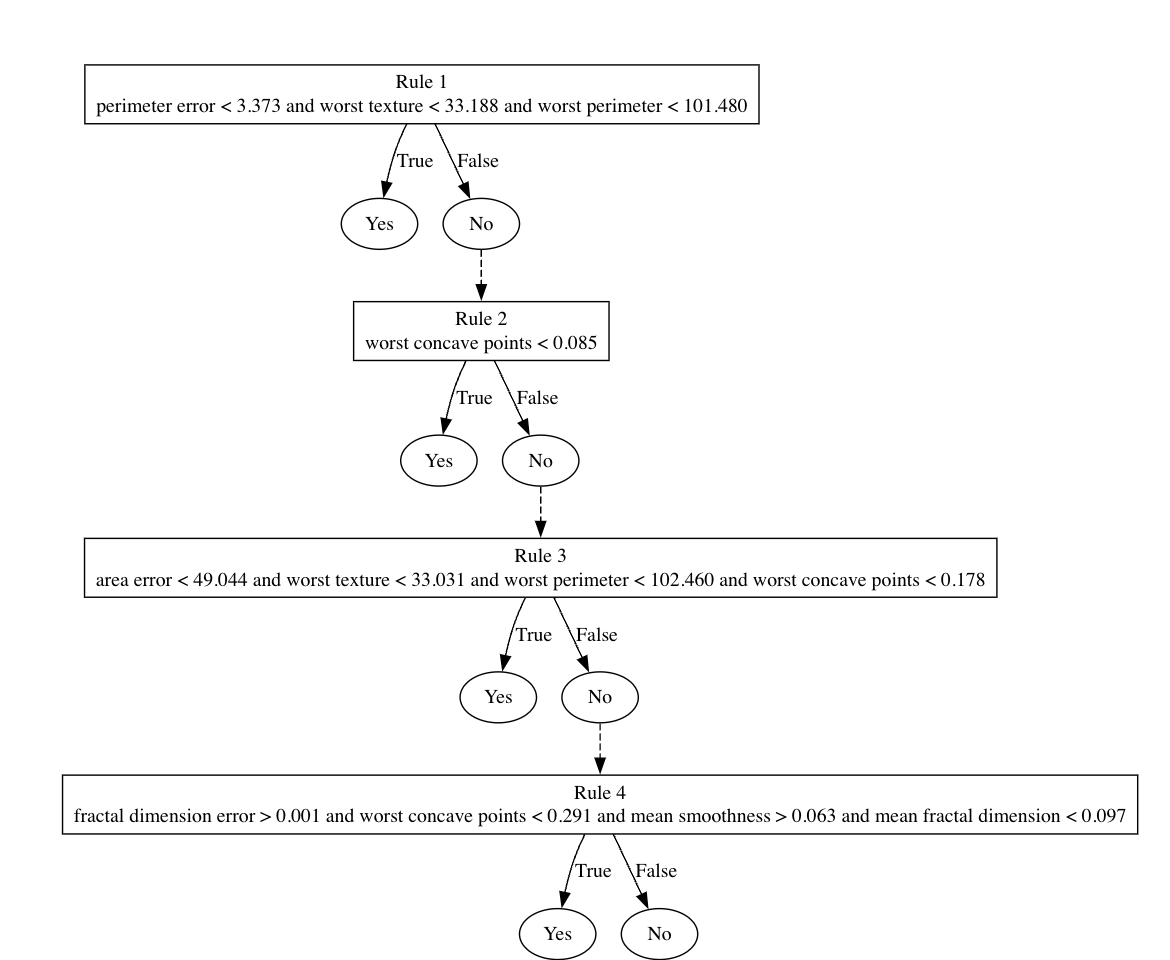 Rule 1
perimeter error < 3.373 and worst texture < 33.188 and worst perimeter < 101.480
True
False
Yes
No
Rule 2
worst concave points < 0.085
True
False
Yes
No
Rule 3
area error < 49.044 and worst texture < 33.031 and worst perimeter < 102.460 and worst concave points < 0.178
True
False
Yes
No
Rule 4
fractal dimension error > 0.001 and worst concave points < 0.291 and mean smoothness > 0.063 and mean fractal dimension < 0.097
True
False
Yes
No